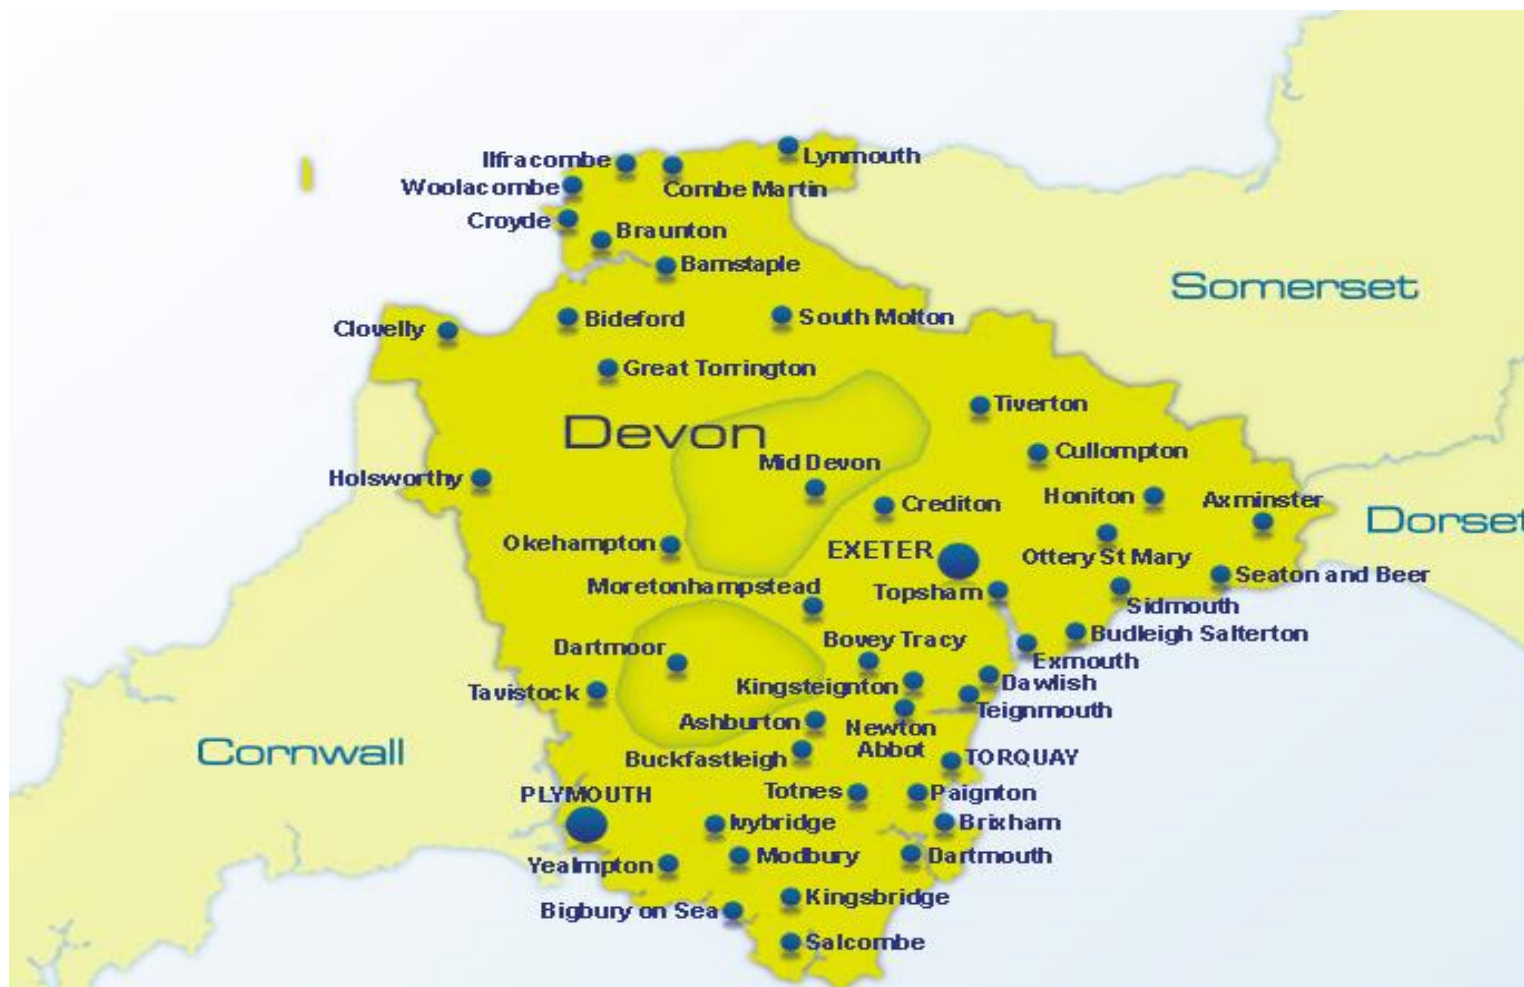 Ilfracombe
Lynmouth
Woolacombe
Combe Martin
Croyde
Braunton
Barnstaple
Somerset
Clovelly
Bideford
South Molton
Great Torrington
Tiverton
Devon
Cullompton
Mid Devon
Holsworthy
Honiton
Axminster
Crediton
Dorset
Okehampton
EXETER
Ottery St Mary
Seaton and Beer
Moretonhampstead
Topsham
Sidmouth
Budleigh Salterton
Bovey Tracy
Dartmoor
Exmouth
Kingsteignton
Dawlish
Tavistock
Teignmouth
Ashburton
Newton
Abbot
Cornwall
Buckfastleigh
TORQUAY
PLYMOUTH
Totnes
Paignton
Ivybridge
Brixham
Yealmpton
Modbury
Dartmouth
Kingsbridge
Bigbury on Sea
Salcombe